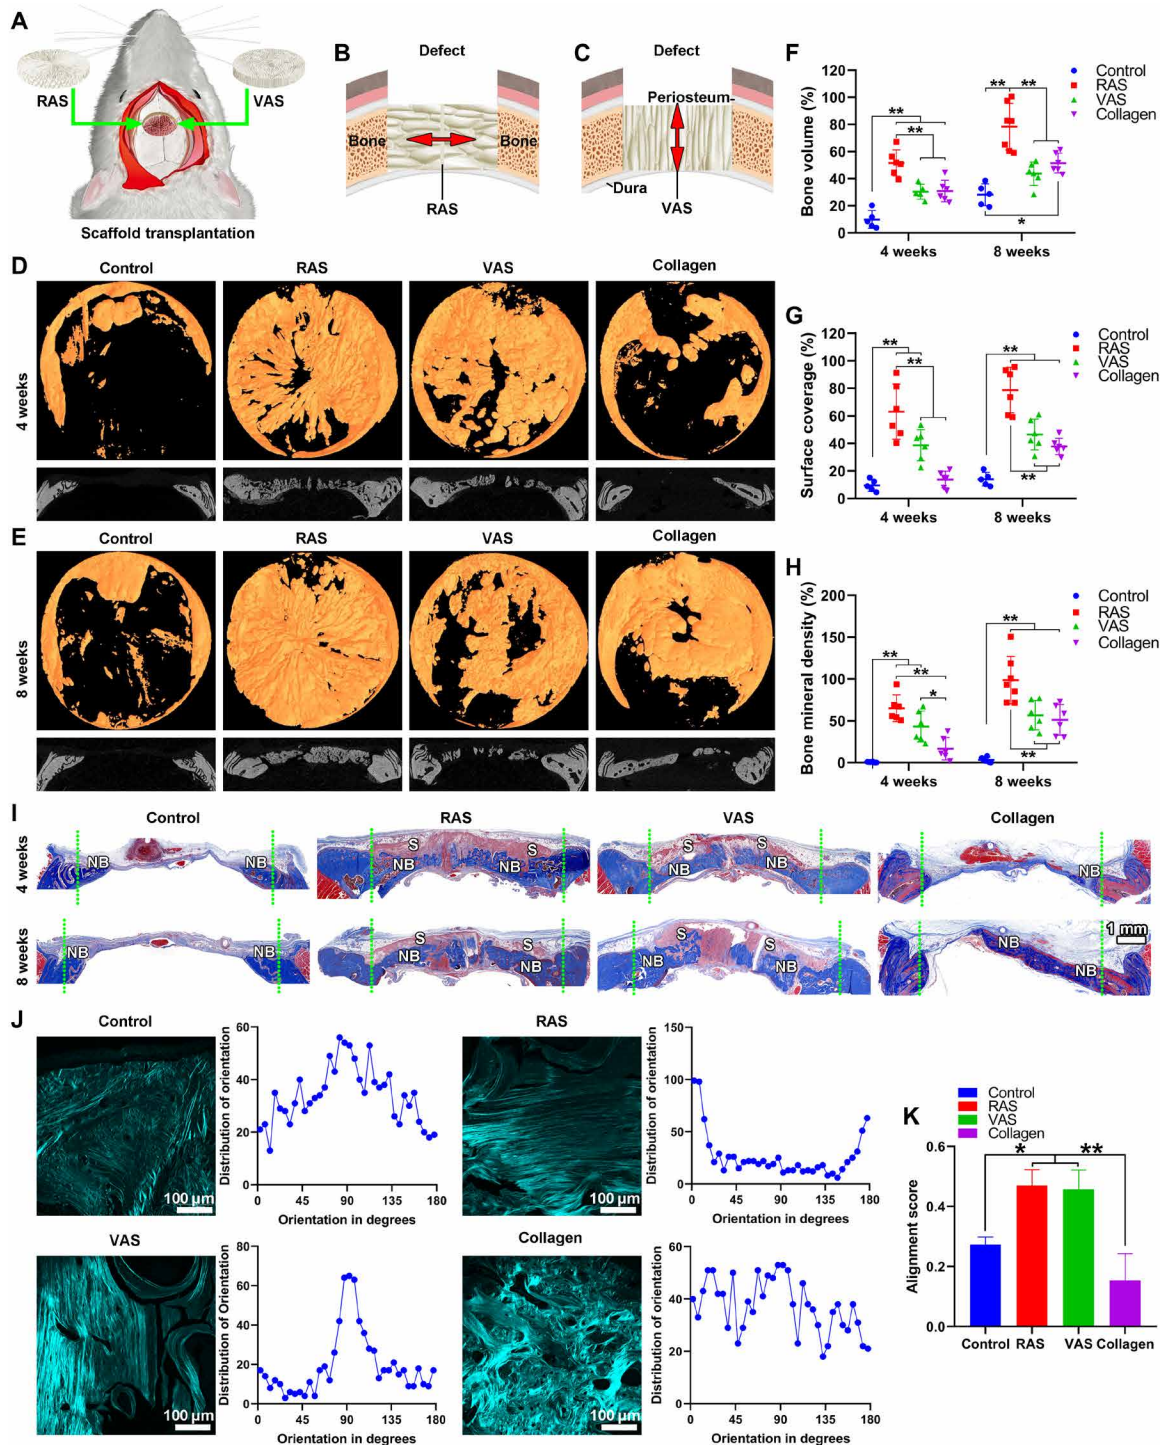 A
RAS
VAS
Scaffold transplantation
B
Defect
Bone
Bone
RAS
C
Defect
Periosteum
Dura
VAS
D
Control
RAS
VAS
Collagen
4 weeks
E
Control
RAS
VAS
Collagen
8 weeks
F
Bone volume (%)
120
100
80
60
40
20
0
**
**
**
**
*
4 weeks
8 weeks
Control
RAS
VAS
Collagen
G
Surface coverage (%)
120
100
80
60
40
20
0
**
**
**
**
4 weeks
8 weeks
Control
RAS
VAS
Collagen
H
Bone mineral density (%)
200
150
100
50
0
**
**
*
**
**
4 weeks
8 weeks
Control
RAS
VAS
Collagen
I
Control
RAS
VAS
Collagen
4 weeks
NB
NB
S
S
NB
NB
S
NB
NB
NB
8 weeks
NB
NB
S
S
NB
NB
S
S
NB
NB
NB
NB
1 mm
J
Control
100 µm
Distribution of orientation
60
40
20
0
0 45 90 135 180
Orientation in degrees
RAS
100 µm
Distribution of orientation
150
100
50
0
0 45 90 135 180
Orientation in degrees
VAS
100 µm
Distribution of Orientation
60
40
20
0
0 45 90 135 180
Orientation in degrees
Collagen
100 µm
Distribution of orientation
60
40
20
0
0 45 90 135 180
Orientation in degrees
K
Control
RAS
VAS
Collagen
Alignment score
0.6
0.4
0.2
0.0
*
**
Control RAS VAS Collagen